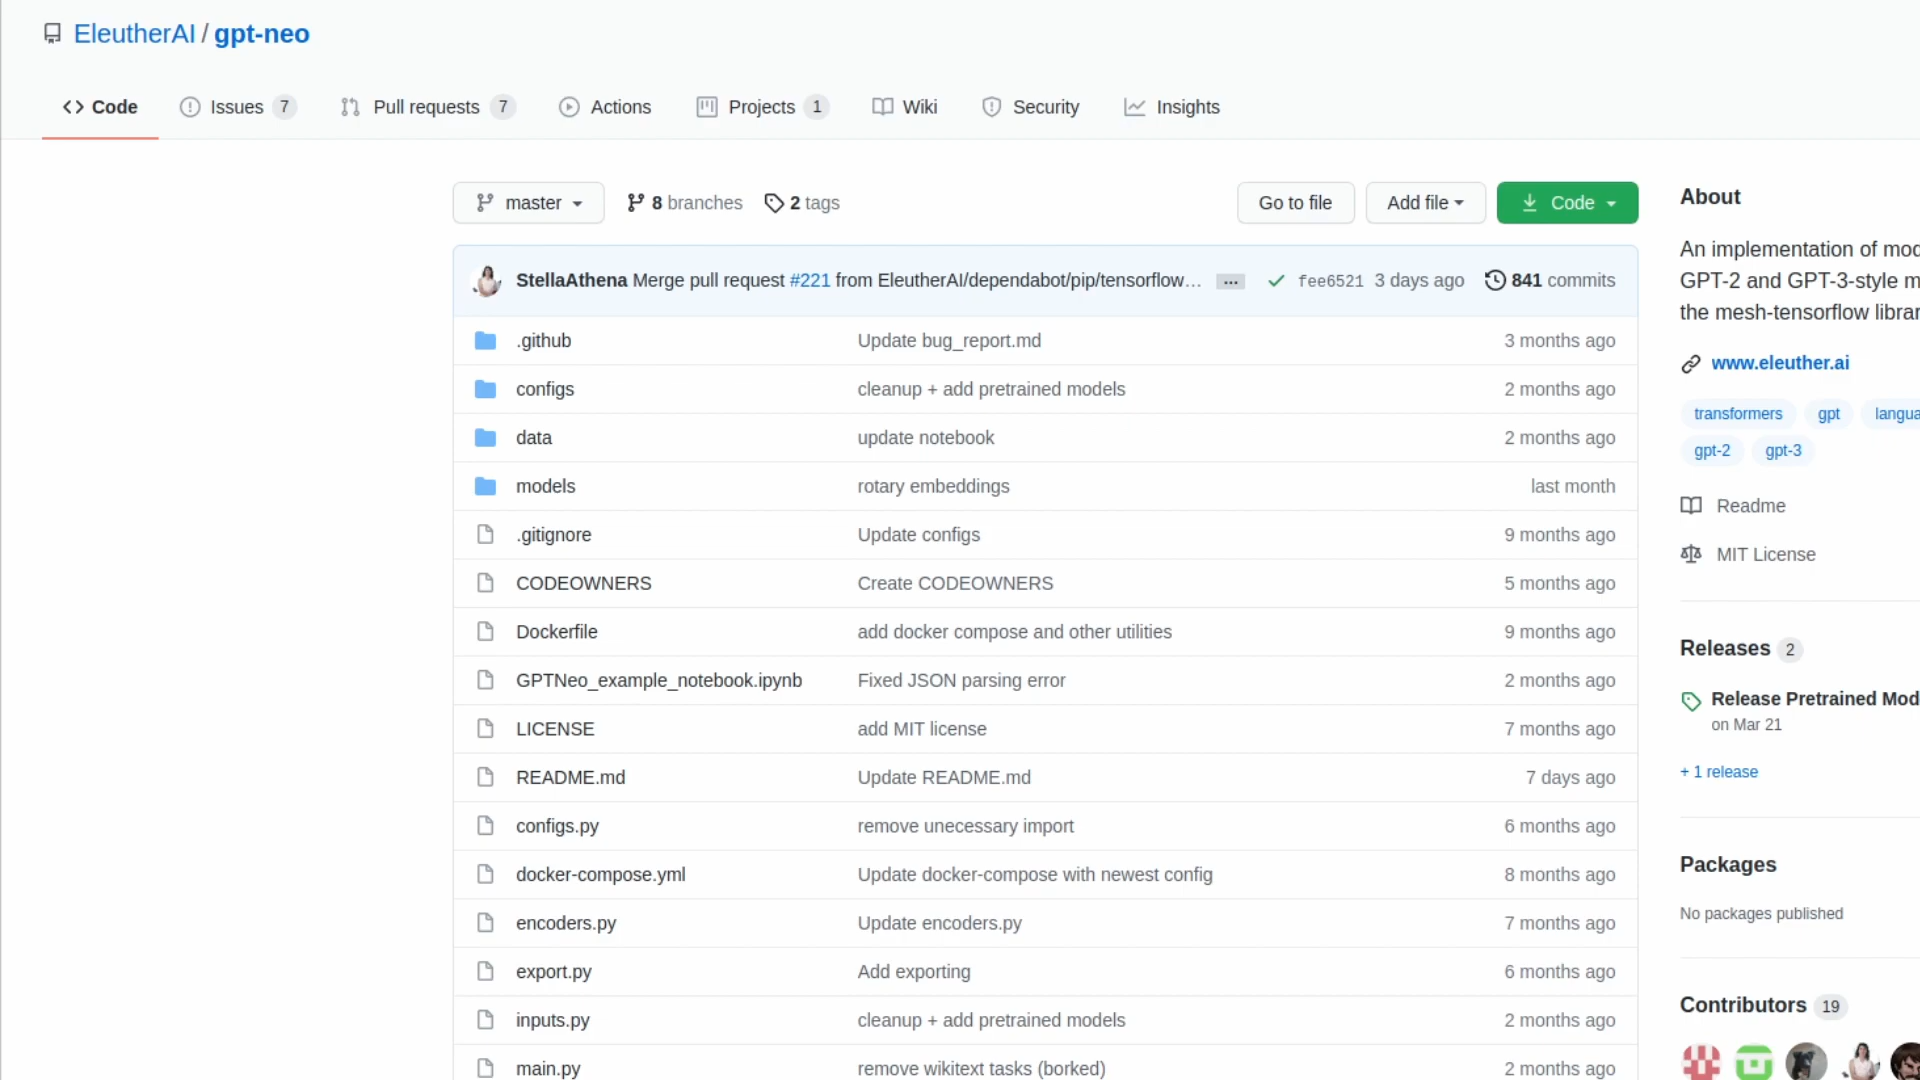 EleutherAI / gpt-neo
Code Issues 7 Pull requests 7 Actions Projects 1 Wiki Security Insights
master 8 branches 2 tags Go to file Add file Code
StellaAthena Merge pull request #221 from EleutherAI/dependabot/pip/tensorflow… ... fee6521 3 days ago 841 commits
.github Update bug_report.md 3 months ago
configs cleanup + add pretrained models 2 months ago
data update notebook 2 months ago
models rotary embeddings last month
.gitignore Update configs 9 months ago
CODEOWNERS Create CODEOWNERS 5 months ago
Dockerfile add docker compose and other utilities 9 months ago
GPTNeo_example_notebook.ipynb Fixed JSON parsing error 2 months ago
LICENSE add MIT license 7 months ago
README.md Update README.md 7 days ago
configs.py remove unecessary import 6 months ago
docker-compose.yml Update docker-compose with newest config 8 months ago
encoders.py Update encoders.py 7 months ago
export.py Add exporting 6 months ago
inputs.py cleanup + add pretrained models 2 months ago
main.py remove wikitext tasks (borked) 2 months ago
About
An implementation of
GPT-2 and GPT-3-style
the mesh-tensorflow
www.eleuther.ai
transformers gpt
gpt-2 gpt-3
Readme
MIT License
Releases 2
Release Pretrained
on Mar 21
+ 1 release
Packages
No packages published
Contributors 19